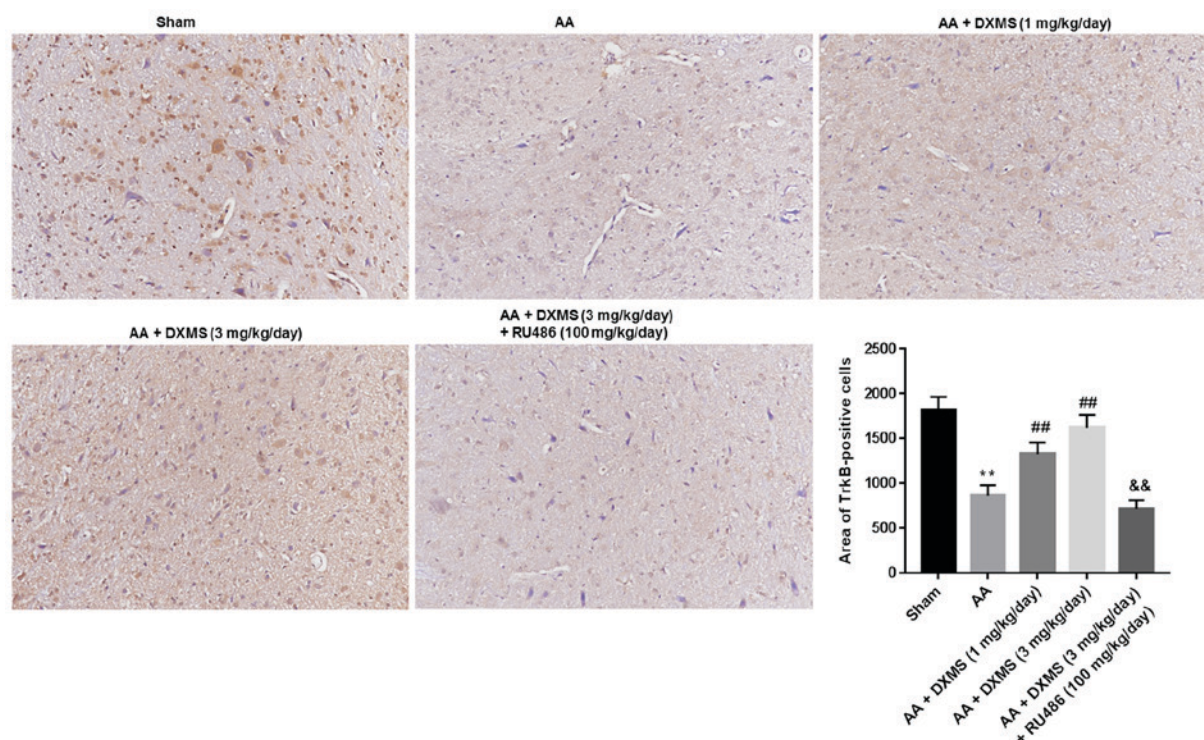 Sham
AA
AA + DXMS (1 mg/kg/day)
AA + DXMS (3 mg/kg/day)
AA + DXMS (3 mg/kg/day)
+ RU486 (100 mg/kg/day)
Area of TrkB-positive cells
2500
2000
1500
1000
500
0
**
##
##
&&
Sham
AA
AA + DXMS (1 mg/kg/day)
AA + DXMS (3 mg/kg/day)
AA + DXMS (3 mg/kg/day)
+ RU486 (100 mg/kg/day)